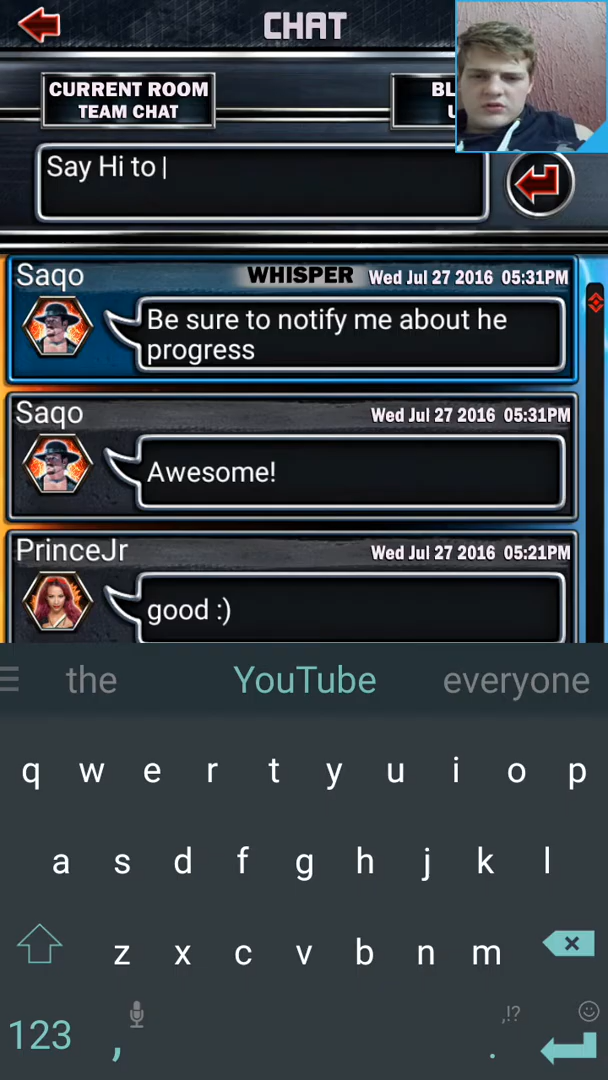 CHAT
CURRENT ROOM
TEAM CHAT
BL
U
Say Hi to
Saqo
WHISPER Wed Jul 27 2016 05:31PM
Be sure to notify me about he
progress
Saqo
Wed Jul 27 2016 05:31PM
Awesome!
PrinceJr
Wed Jul 27 2016 05:21PM
good :)
the YouTube everyone
q w e r t y u i o p
a s d f g h j k l
z x c v b n m
,!?
123 , .